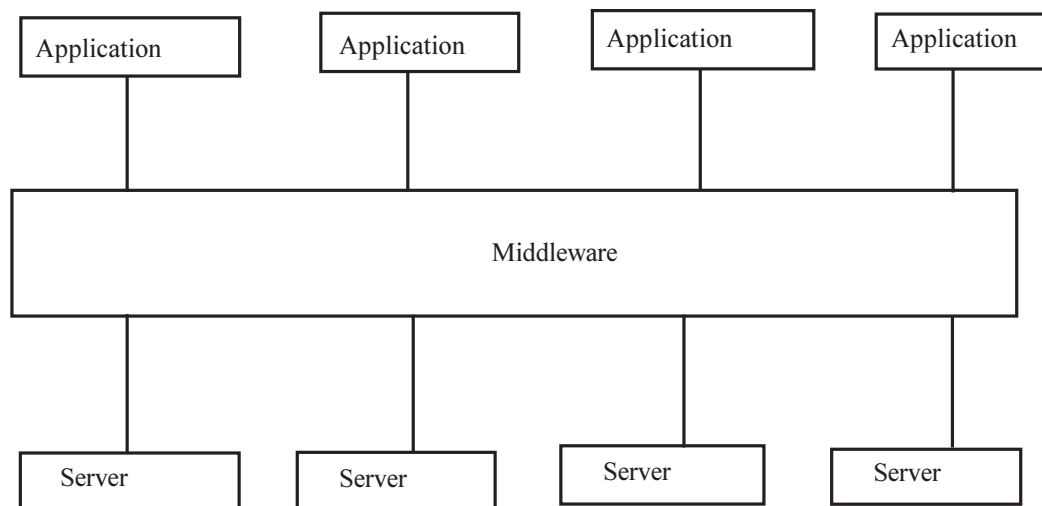 Application
Application
Application
Application
Middleware
Server
Server
Server
Server